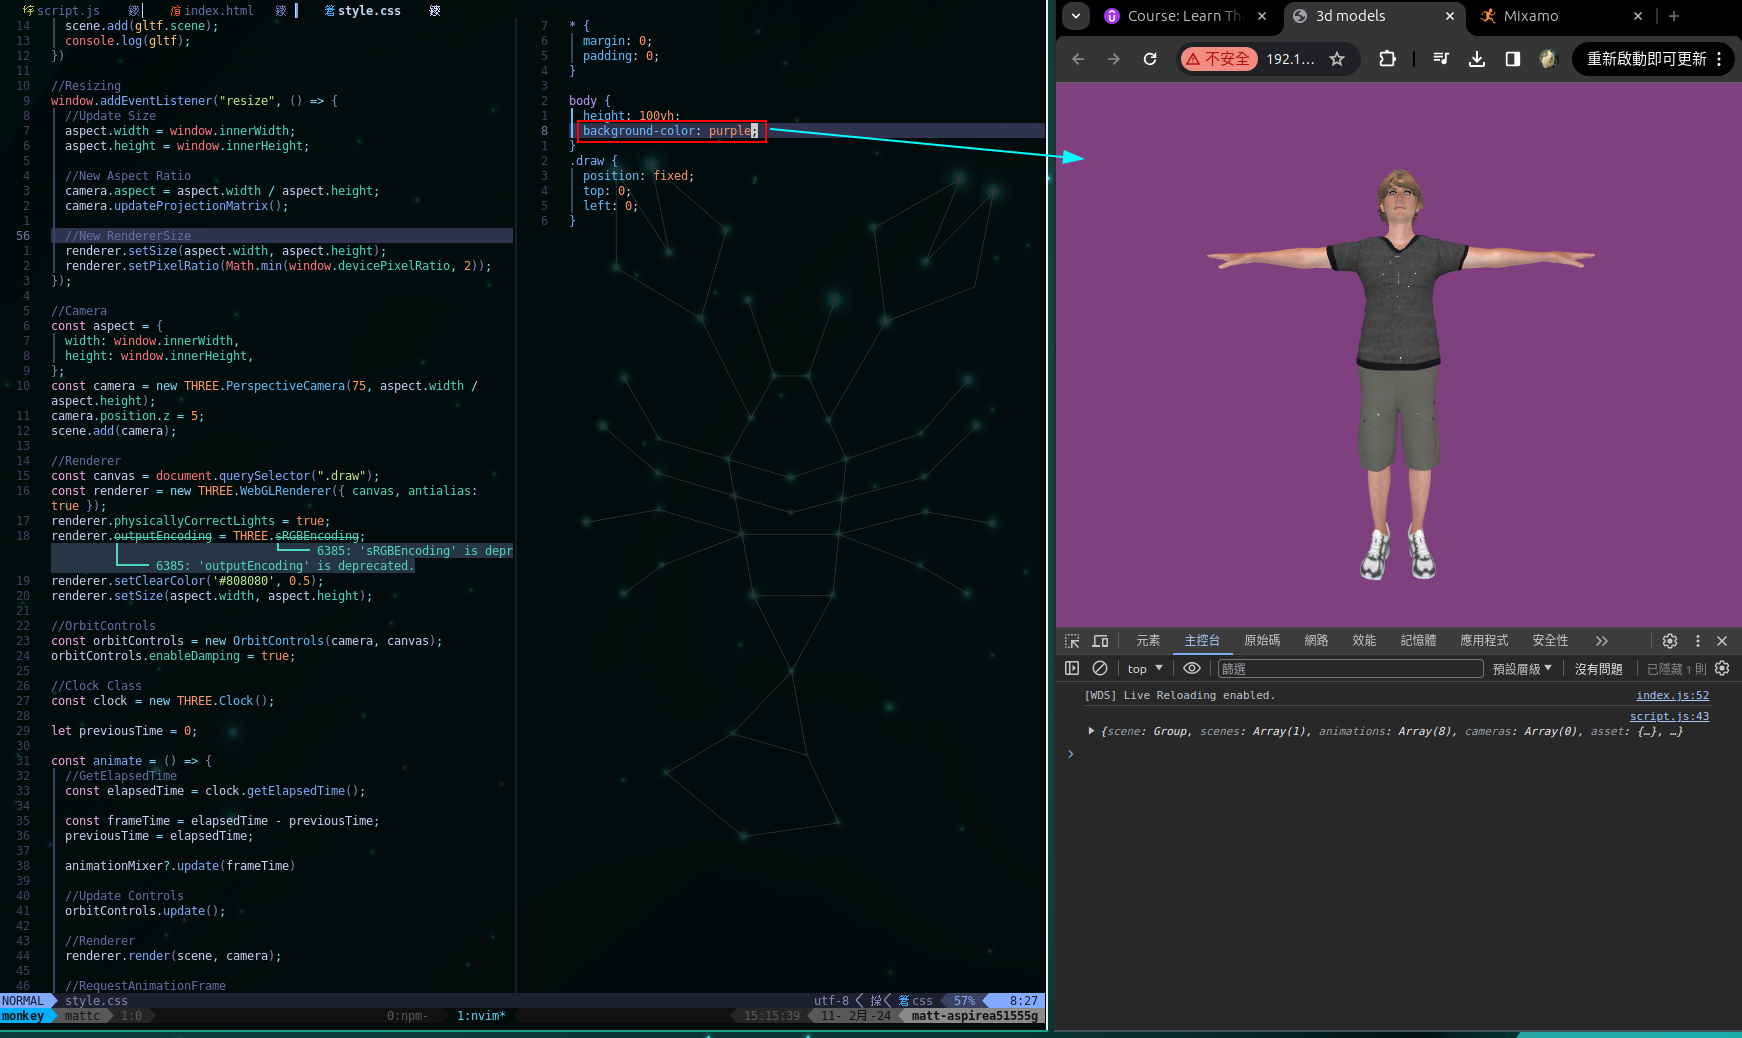 script.js index.html style.css
14 scene.add(gltf.scene);
13 console.log(gltf);
12 })
11
10 //Resizing
9 window.addEventListener("resize", () => {
8 //Update Size
7 aspect.width = window.innerWidth;
6 aspect.height = window.innerHeight;
5
4 //New Aspect Ratio
3 camera.aspect = aspect.width / aspect.height;
2 camera.updateProjectionMatrix();
1
56 //New RendererSize
1 renderer.setSize(aspect.width, aspect.height);
2 renderer.setPixelRatio(Math.min(window.devicePixelRatio, 2));
3 });
4
5 //Camera
6 const aspect = {
7 width: window.innerWidth,
8 height: window.innerHeight,
9 };
10 const camera = new THREE.PerspectiveCamera(75, aspect.width /
aspect.height);
11 camera.position.z = 5;
12 scene.add(camera);
13
14 //Renderer
15 const canvas = document.querySelector(".draw");
16 const renderer = new THREE.WebGLRenderer({ canvas, antialias:
true });
17 renderer.physicallyCorrectLights = true;
18 renderer.outputEncoding = THREE.sRGBEncoding;
6385: 'sRGBEncoding' is depr
6385: 'outputEncoding' is deprecated.
19 renderer.setClearColor('#808080', 0.5);
20 renderer.setSize(aspect.width, aspect.height);
21
22 //OrbitControls
23 const orbitControls = new OrbitControls(camera, canvas);
24 orbitControls.enableDamping = true;
25
26 //Clock Class
27 const clock = new THREE.Clock();
28
29 let previousTime = 0;
30
31 const animate = () => {
32 //GetElapsedTime
33 const elapsedTime = clock.getElapsedTime();
34
35 const frameTime = elapsedTime - previousTime;
36 previousTime = elapsedTime;
37
38 animationMixer?.update(frameTime)
39
40 //Update Controls
41 orbitControls.update();
42
43 //Renderer
44 renderer.render(scene, camera);
45
46 //RequestAnimationFrame
7 * {
6 margin: 0;
5 padding: 0;
4 }
3
2 body {
1 height: 100vh;
8 background-color: purple;
1 }
2 .draw {
3 position: fixed;
4 top: 0;
5 left: 0;
6 }
NORMAL style.css utf-8 css 57% 8:27
monkey mattc 1:0 0:npm- 1:nvim* 15:15:39 11- 2月-24 matt-aspirea51555g
Course: Learn Th 3d models Mixamo
不安全 192.1... 重新啟動即可更新
元素 主控台 原始碼 網路 效能 記憶體 應用程式 安全性
top 篩選 預設層級 沒有問題 已隱藏 1 則
[WDS] Live Reloading enabled. index.js:52
script.js:43
{scene: Group, scenes: Array(1), animations: Array(8), cameras: Array(0), asset: {…}, …}